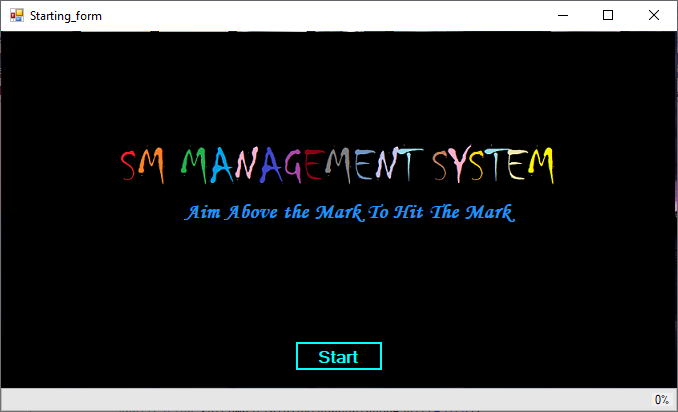 Starting_form
SM MANAGEMENT SYSTEM
Aim Above the Mark To Hit The Mark
Start
0%